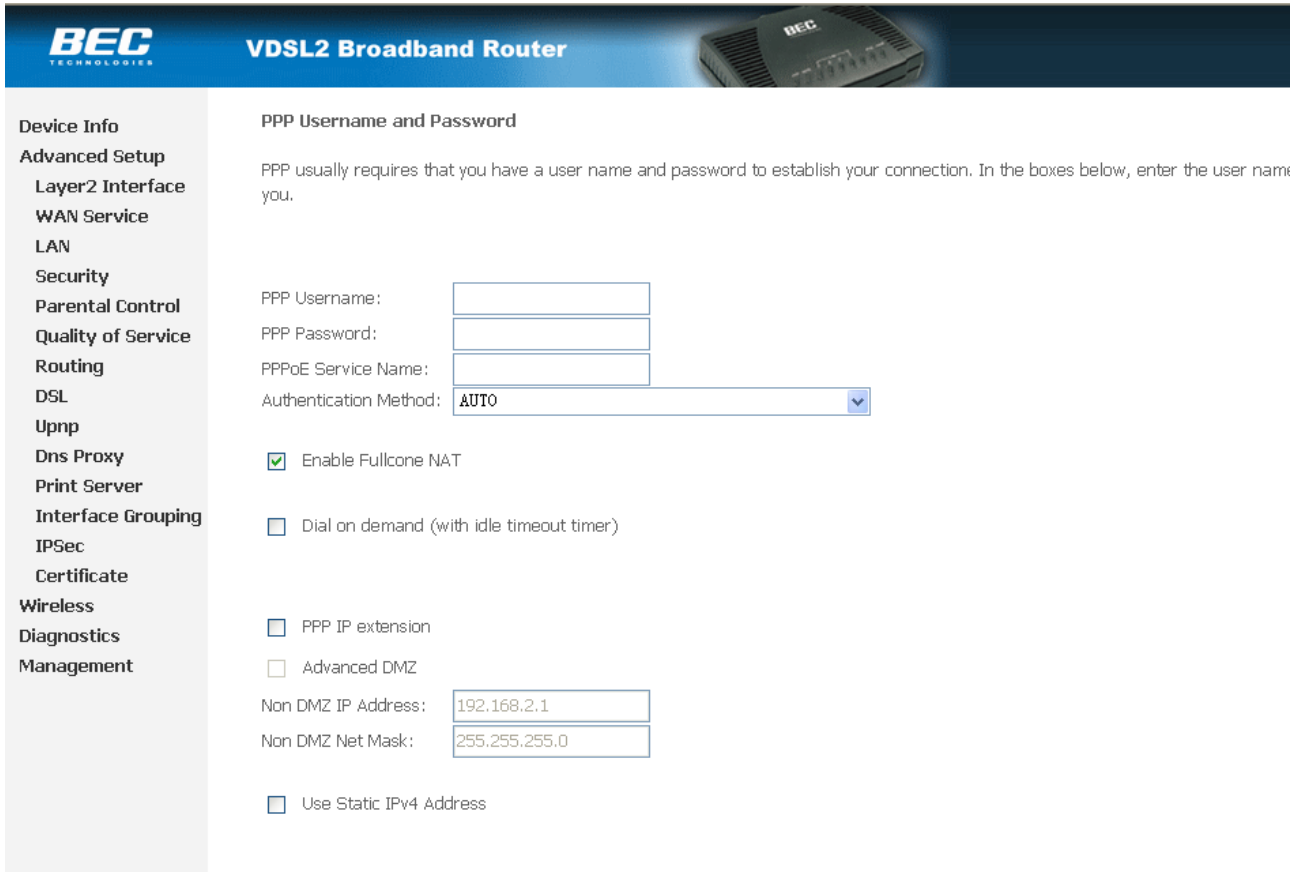 BEC
TECHNOLOGIES
VDSL2 Broadband Router
BEC
Device Info
Advanced Setup
Layer2 Interface
WAN Service
LAN
Security
Parental Control
Quality of Service
Routing
DSL
Upnp
Dns Proxy
Print Server
Interface Grouping
IPSec
Certificate
Wireless
Diagnostics
Management
PPP Username and Password
PPP usually requires that you have a user name and password to establish your connection. In the boxes below, enter the user name
you.
PPP Username:
PPP Password:
PPPoE Service Name:
Authentication Method: AUTO
Enable Fullcone NAT
Dial on demand (with idle timeout timer)
PPP IP extension
Advanced DMZ
Non DMZ IP Address: 192.168.2.1
Non DMZ Net Mask: 255.255.255.0
Use Static IPv4 Address